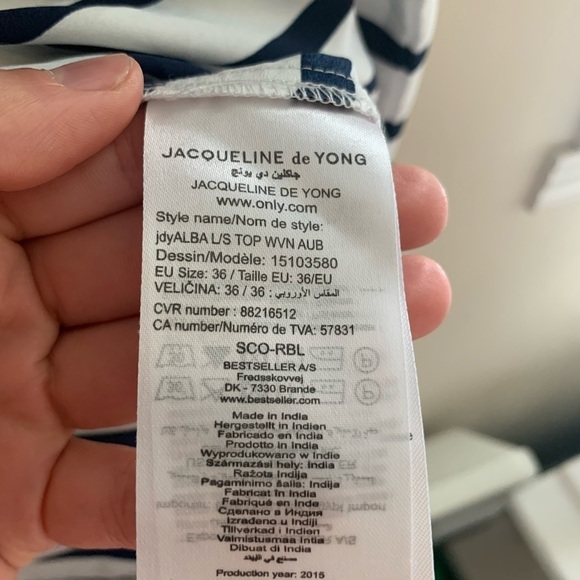 JACQUELINE de YONG
جاكلين دي يونج
JACQUELINE DE YONG
www.only.com
Style name/Nom de style:
jdyALBA L/S TOP WVN AUB
Dessin/Modèle: 15103580
EU Size: 36 / Taille EU: 36/EU
VELIČINA: 36 / 36 : المقاس الأوروبي
CVR number : 88216512
CA number/Numéro de TVA: 57831
SCO-RBL
BESTSELLER A/S
Fredsskovvej
DK - 7330 Brande
www.bestseller.com
Made in India
Hergestellt in Indien
Fabricado en India
Prodotto in India
Wyprodukowano w Indie
Származási hely: India
Ražots Indija
Pagaminimo šalis: Indija
Fabricat în India
Fabriqué en Inde
Сделано в Индия
Izrađeno u Indiji
Tillverkad i Indien
Valmistusmaa Intia
Dibuat di India
صنع في الهند
Production year: 2015